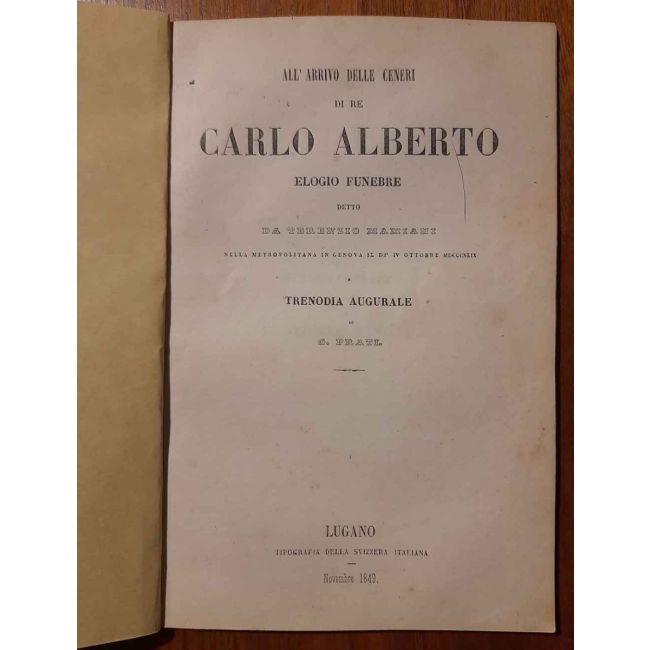 ALL' ARRIVO DELLE CENERI
DI RE
CARLO ALBERTO
ELOGIO FUNEBRE
DETTO
DA TERENZIO MAMIANI
NELLA METROPOLITANA IN GENOVA IL DI' IV OTTOBRE MDCCCXLIX
E
TRENODIA AUGURALE
DI
G. PRATI.
LUGANO
TIPOGRAFIA DELLA SVIZZERA ITALIANA
Novembre 1849.